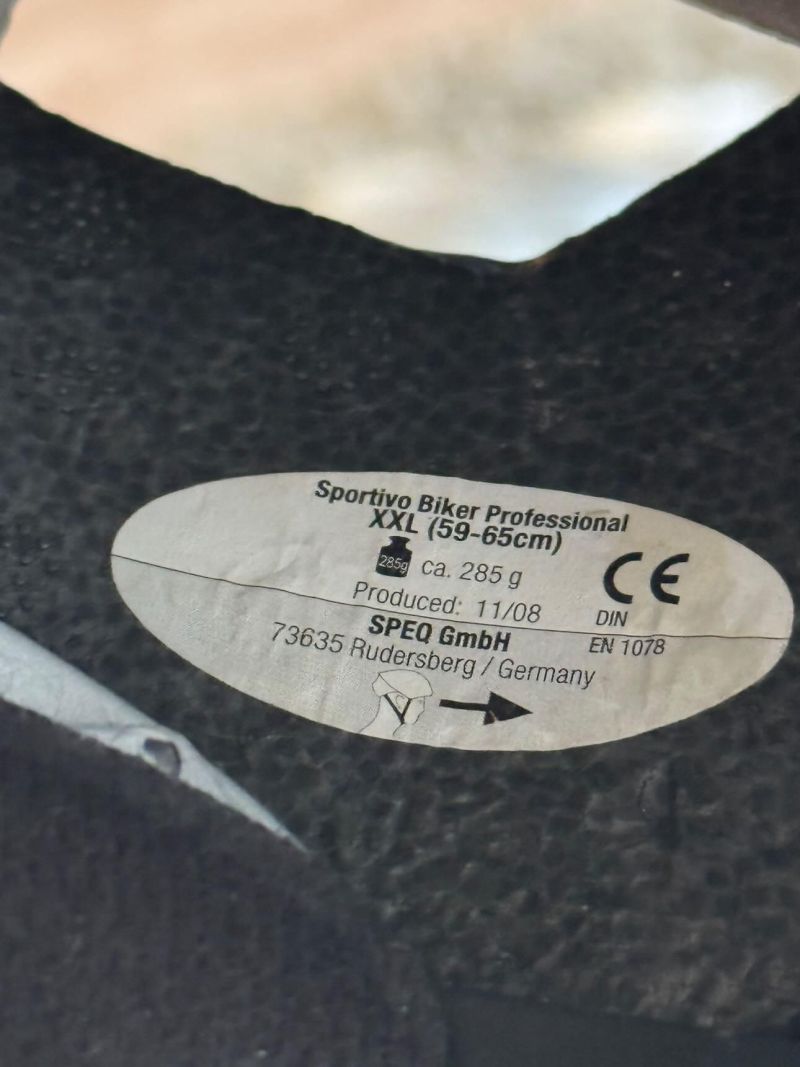 Sportivo Biker Professional
XXL (59-65cm)
285g ca. 285 g
CE
Produced: 11/08
DIN
SPEQ GmbH
EN 1078
73635 Rudersberg / Germany